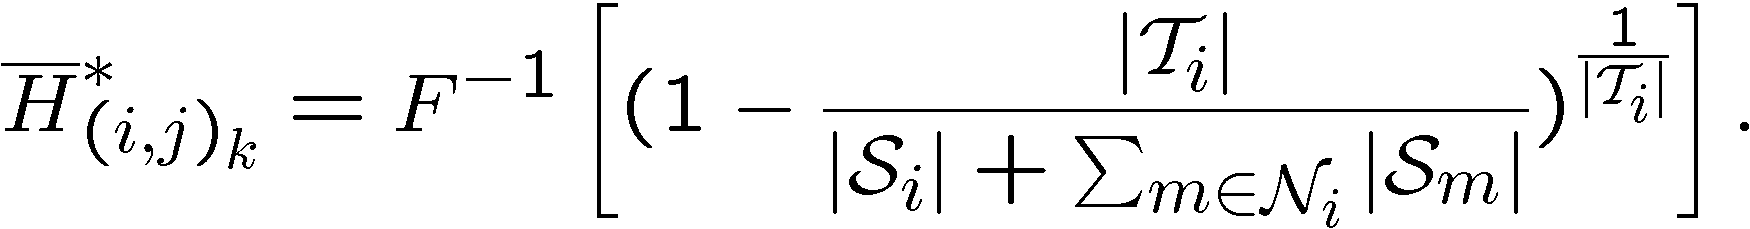 $$\overline{H}^{*}_{(i,j)_k} = F^{-1}\left[(1 - \frac{|\mathcal{T}_i|}{|\mathcal{S}_i| + \sum_{m \in \mathcal{N}_i} |\mathcal{S}_m|})^{\frac{1}{|\mathcal{T}_i|}}\right].$$